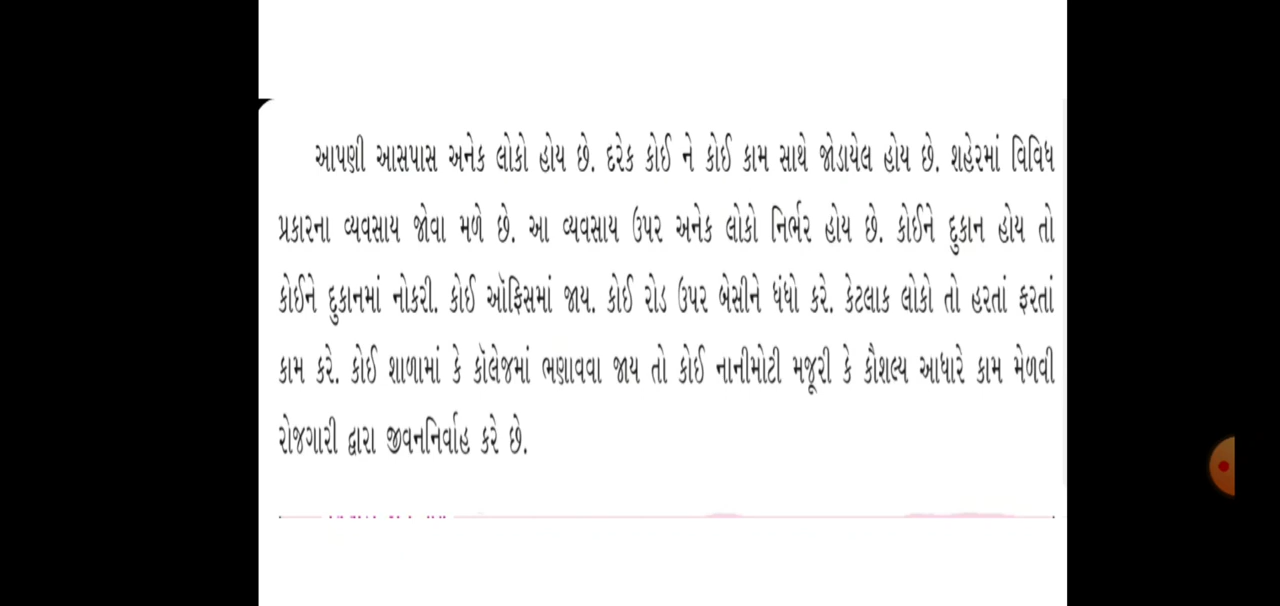 આપણી આસપાસ અનેક લોકો હોય છે. દરેક કોઈ ને કોઈ કામ સાથે જોડાયેલ હોય છે. શહેરમાં વિવિધ
પ્રકારના વ્યવસાય જોવા મળે છે. આ વ્યવસાય ઉપર અનેક લોકો નિર્ભર હોય છે. કોઈને દુકાન હોય તો
કોઈને દુકાનમાં નોકરી. કોઈ ઑફિસમાં જાય. કોઈ રોડ ઉપર બેસીને ધંધો કરે. કેટલાક લોકો તો હરતાં ફરતાં
કામ કરે. કોઈ શાળામાં કે કૉલેજમાં ભણાવવા જાય તો કોઈ નાનીમોટી મજૂરી કે કૌશલ્ય આધારે કામ મેળવી
રોજગારી દ્વારા જીવનનિર્વાહ કરે છે.